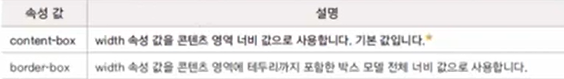 속성 값 설명
content-box width 속성 값을 콘텐츠 영역 너비 값으로 사용합니다. 기본 값입니다.*
border-box width 속성 값을 콘텐츠 영역에 테두리까지 포함한 박스 모델 전체 너비 값으로 사용합니다.